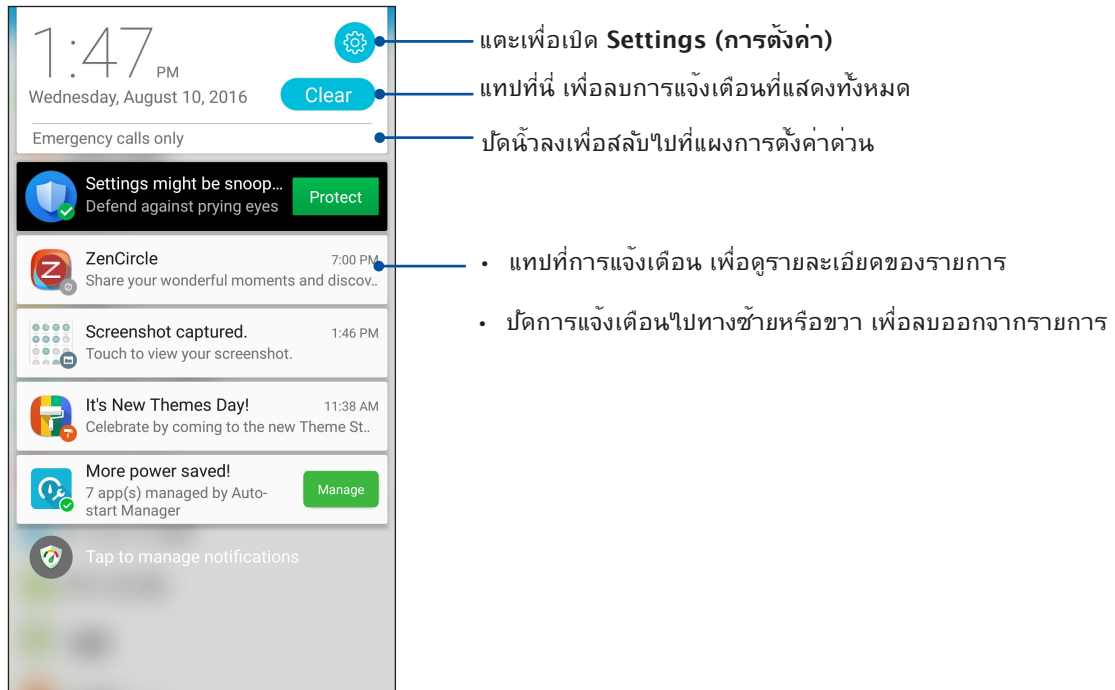 1:47 PM
Wednesday, August 10, 2016
Clear
Emergency calls only
Settings might be snoop...
Defend against prying eyes
Protect
ZenCircle
7:00 PM
Share your wonderful moments and discov..
Screenshot captured.
1:46 PM
Touch to view your screenshot.
It's New Themes Day!
11:38 AM
Celebrate by coming to the new Theme St..
More power saved!
7 app(s) managed by Auto-
start Manager
Manage
Tap to manage notifications
แตะเพื่อเปิด Settings (การตั้งค่า)
แทปที่นี่ เพื่อลบการแจ้งเตือนที่แสดงทั้งหมด
ปัดนิ้วลงเพื่อสลับไปที่แผงการตั้งค่าด่วน
• แทปที่การแจ้งเตือน เพื่อดูรายละเอียดของรายการ
• ปัดการแจ้งเตือนไปทางซ้ายหรือขวา เพื่อลบออกจากรายการ